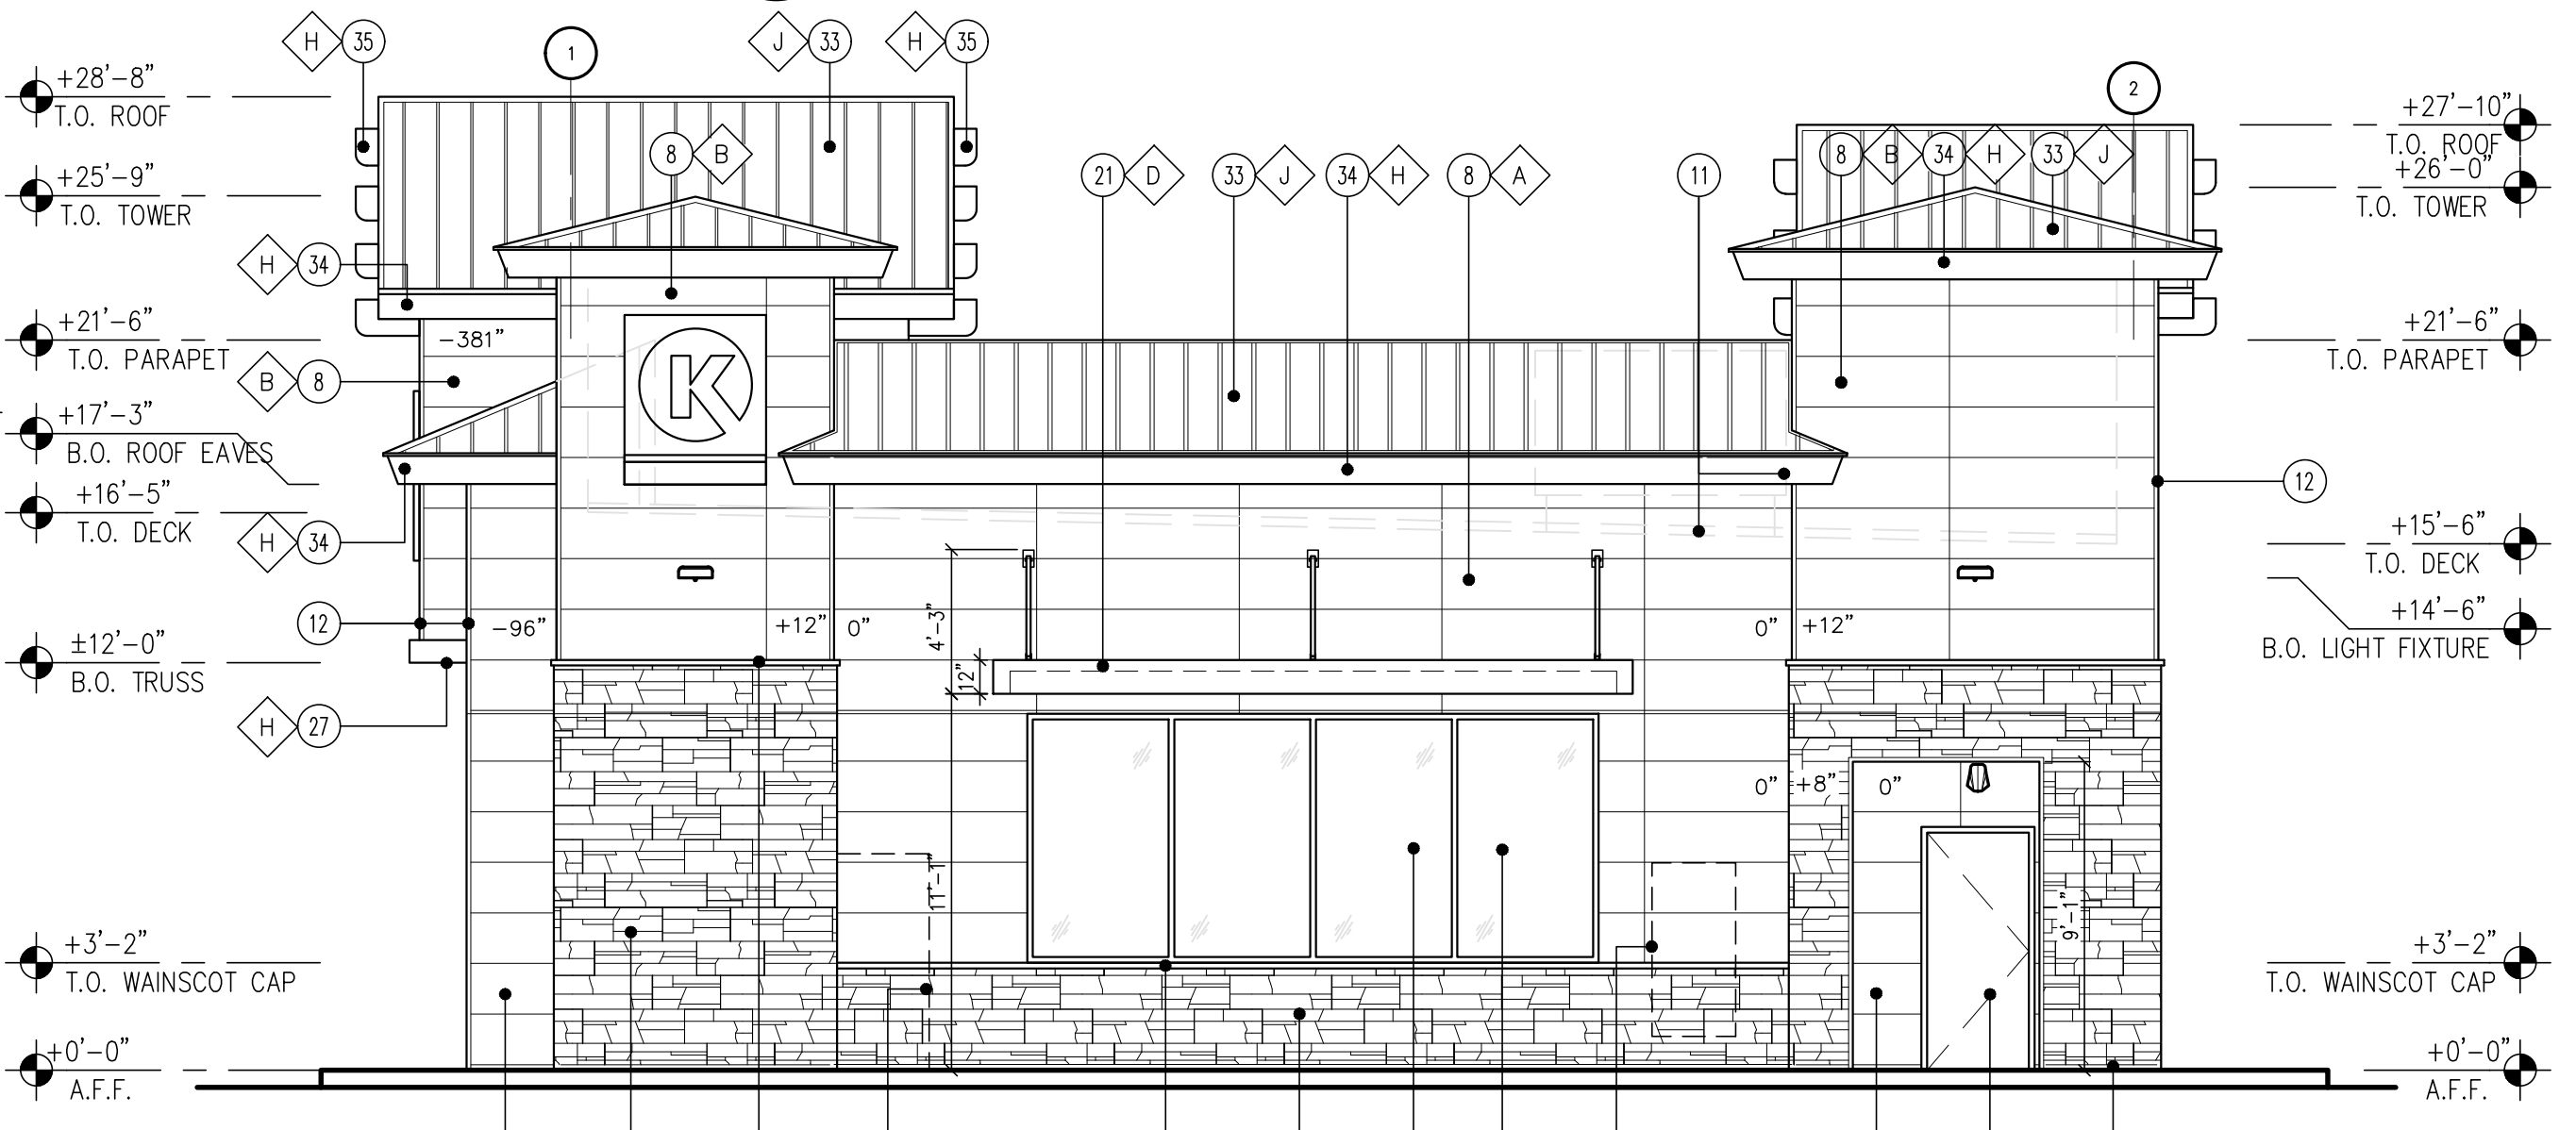 H 35
J 33
H 35
1
2
+28'-8"
T.O. ROOF
+27'-10"
T.O. ROOF
8 B
21 D
33 J
34 H
8 A
11
8 B
34 H
33 J
+25'-9"
T.O. TOWER
+26'-0"
T.O. TOWER
H 34
+21'-6"
T.O. PARAPET
-381"
K
+21'-6"
T.O. PARAPET
B 8
+17'-3"
B.O. ROOF EAVES
12
+16'-5"
T.O. DECK
H 34
+15'-6"
T.O. DECK
12
-96"
+12"
0"
4'-3"
12"
0"
+12"
+14'-6"
B.O. LIGHT FIXTURE
±12'-0"
B.O. TRUSS
H 27
0"
+8"
0"
11'-1"
9'-1"
+3'-2"
T.O. WAINSCOT CAP
+3'-2"
T.O. WAINSCOT CAP
+0'-0"
A.F.F.
+0'-0"
A.F.F.